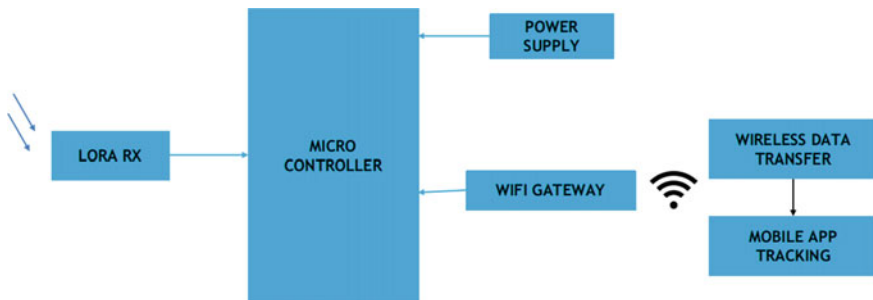 POWER
SUPPLY
LORA RX
MICRO
CONTROLLER
WIFI GATEWAY
WIRELESS DATA
TRANSFER
MOBILE APP
TRACKING